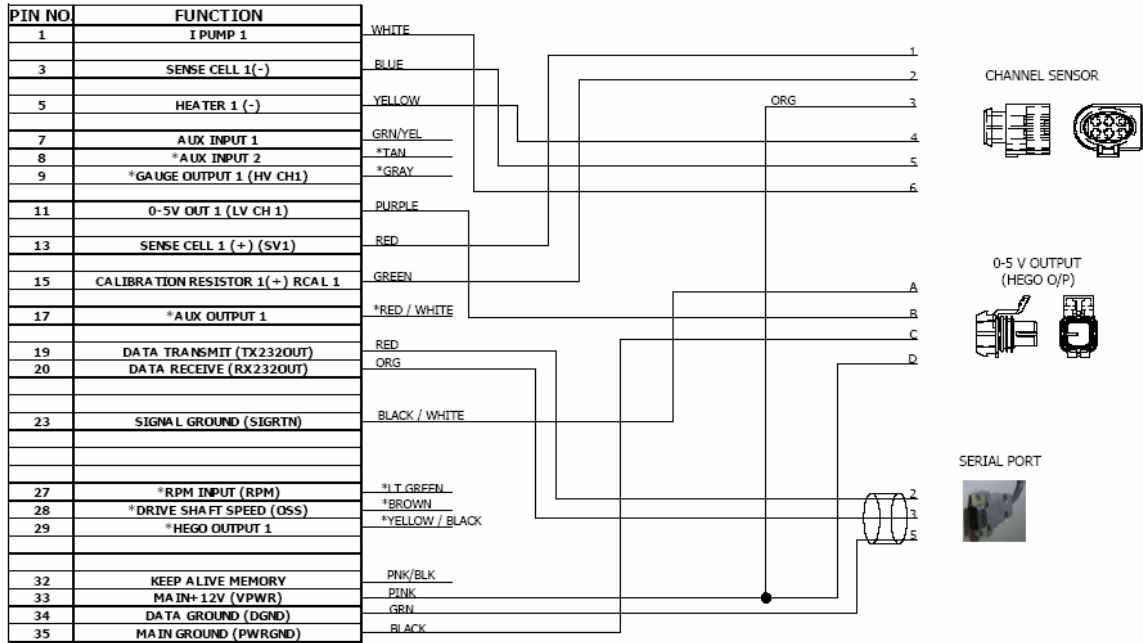 PIN NO. FUNCTION
1 I PUMP 1 WHITE
3 SENSE CELL 1(-) BLUE
5 HEATER 1 (-) YELLOW
7 AUX INPUT 1 GRN/YEL
8 *AUX INPUT 2 *TAN
9 *GAUGE OUTPUT 1 (HV CH1) *GRAY
11 0-5V OUT 1 (LV CH 1) PURPLE
13 SENSE CELL 1 (+) (SV1) RED
15 CALIBRATION RESISTOR 1(+) RCAL 1 GREEN
17 *AUX OUTPUT 1 *RED / WHITE
19 DATA TRANSMIT (TX232OUT) RED
20 DATA RECEIVE (RX232OUT) ORG
23 SIGNAL GROUND (SIGRTN) BLACK / WHITE
27 *RPM INPUT (RPM) *LT GREEN
28 *DRIVE SHAFT SPEED (OSS) *BROWN
29 *HEGO OUTPUT 1 *YELLOW / BLACK
32 KEEP ALIVE MEMORY PNK/BLK
33 MAIN+12V (VPWR) PINK
34 DATA GROUND (DGND) GRN
35 MAIN GROUND (PWRGND) BLACK
1
2
ORG 3
4
5
6
CHANNEL SENSOR
A
B
C
D
0-5 V OUTPUT
(HEGO O/P)
2
3
5
SERIAL PORT